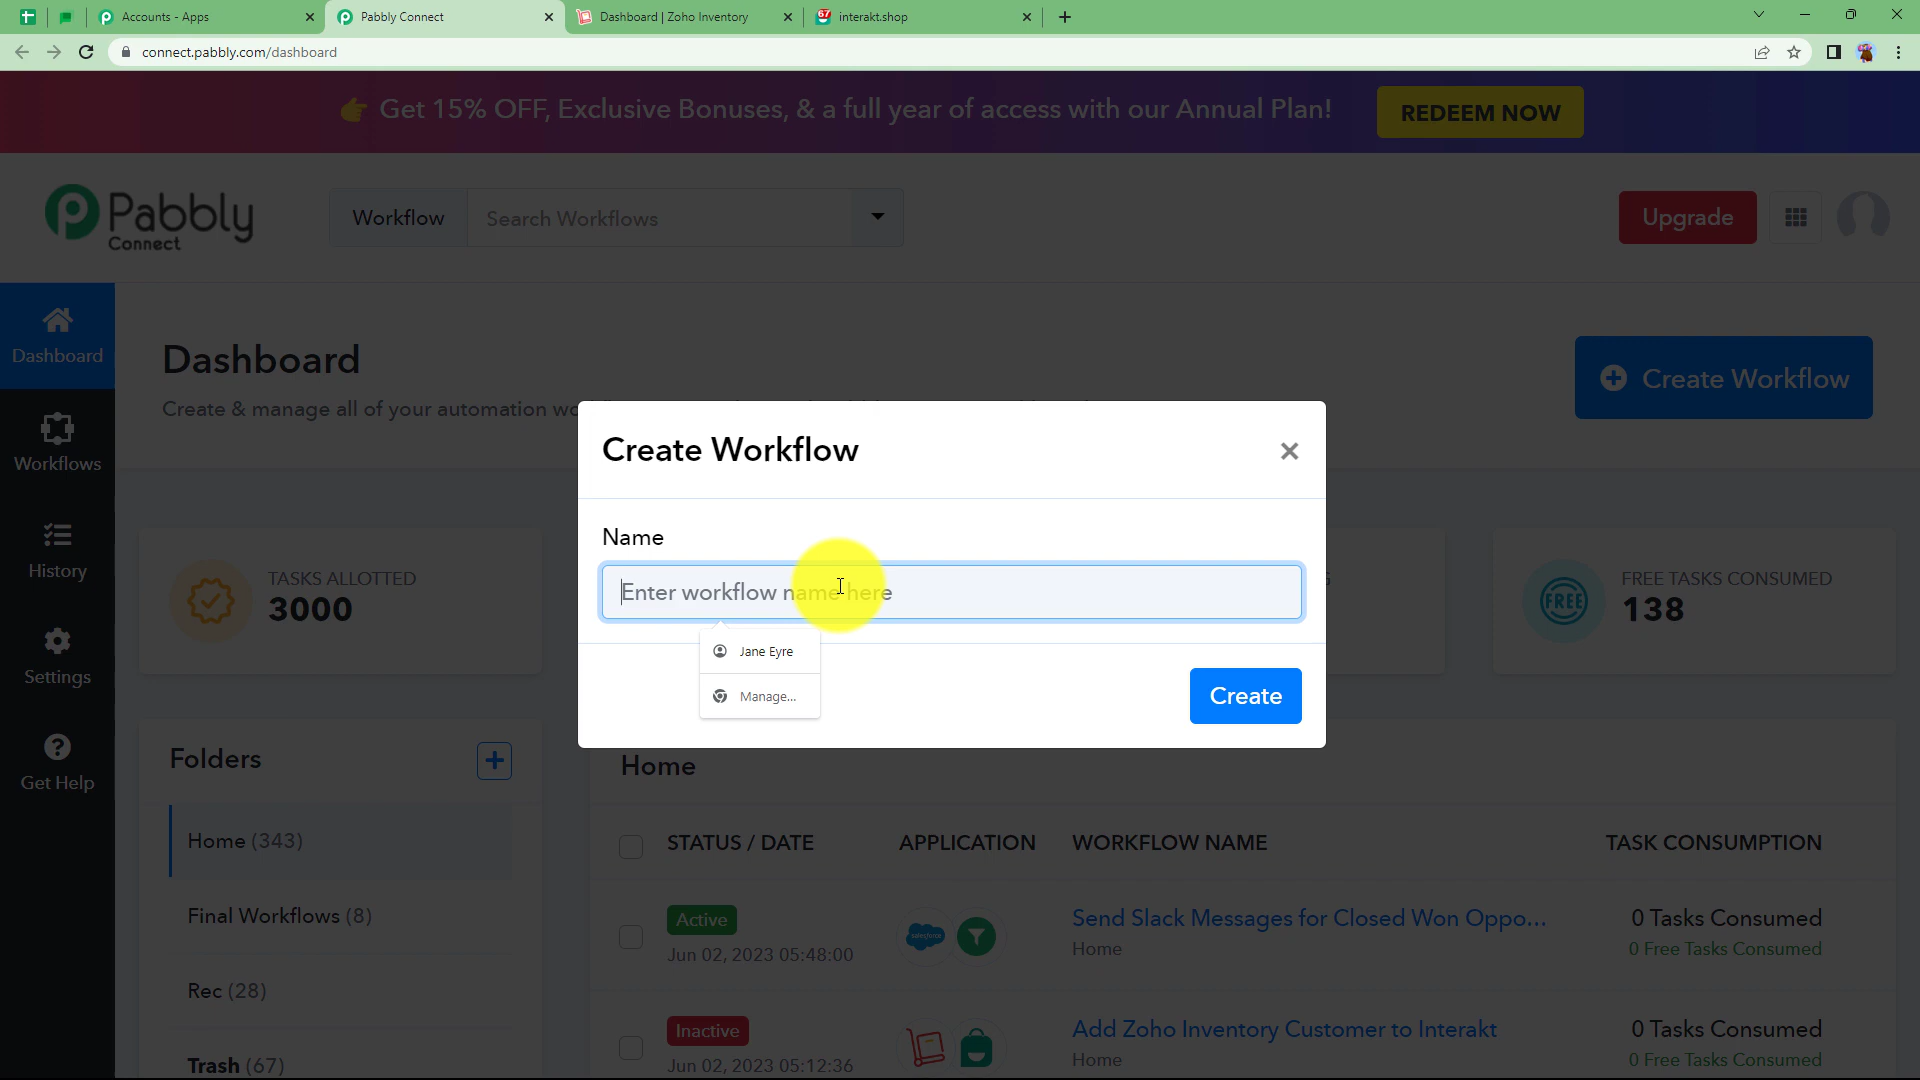 Accounts - Apps
Pabbly Connect
Dashboard | Zoho Inventory
67
interakt.shop
connect.pabbly.com/dashboard
👉 Get 15% OFF, Exclusive Bonuses, & a full year of access with our Annual Plan!
REDEEM NOW
Pabbly
Connect
Workflow
Search Workflows
Upgrade
Dashboard
Workflows
History
Settings
Get Help
Dashboard
Create & manage all of your automation wo
Create Workflow
Create Workflow
×
Name
Enter workflow name here
Jane Eyre
Manage...
Create
TASKS ALLOTTED
3000
G
FREE
FREE TASKS CONSUMED
138
Folders
Home (343)
Final Workflows (8)
Rec (28)
Trash (67)
Home
STATUS / DATE
APPLICATION
WORKFLOW NAME
TASK CONSUMPTION
Active
Jun 02, 2023 05:48:00
salesforce
Send Slack Messages for Closed Won Oppo...
Home
0 Tasks Consumed
0 Free Tasks Consumed
Inactive
Jun 02, 2023 05:12:36
Add Zoho Inventory Customer to Interakt
Home
0 Tasks Consumed
0 Free Tasks Consumed